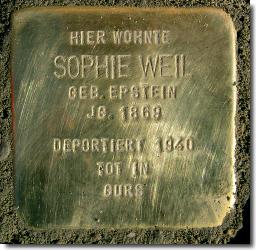 HIER WOHNTE
SOPHIE WEIL
GEB. EPSTEIN
JG. 1869
DEPORTIERT 1940
TOT IN
GURS